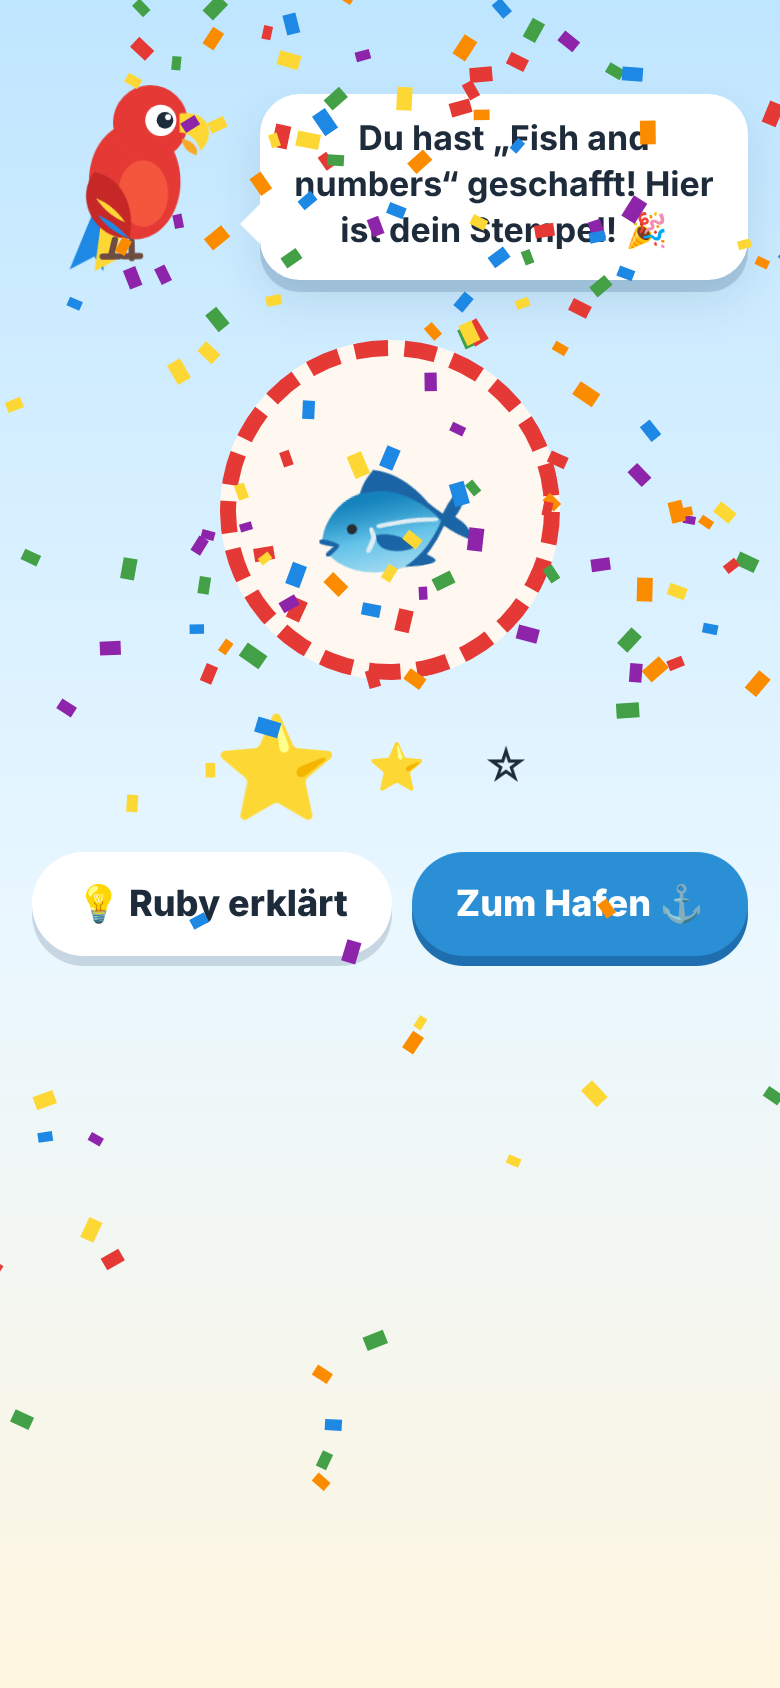 Du hast „Fish and
numbers“ geschafft! Hier
ist dein Stempel! 🎉
💡 Ruby erklärt
Zum Hafen ⚓